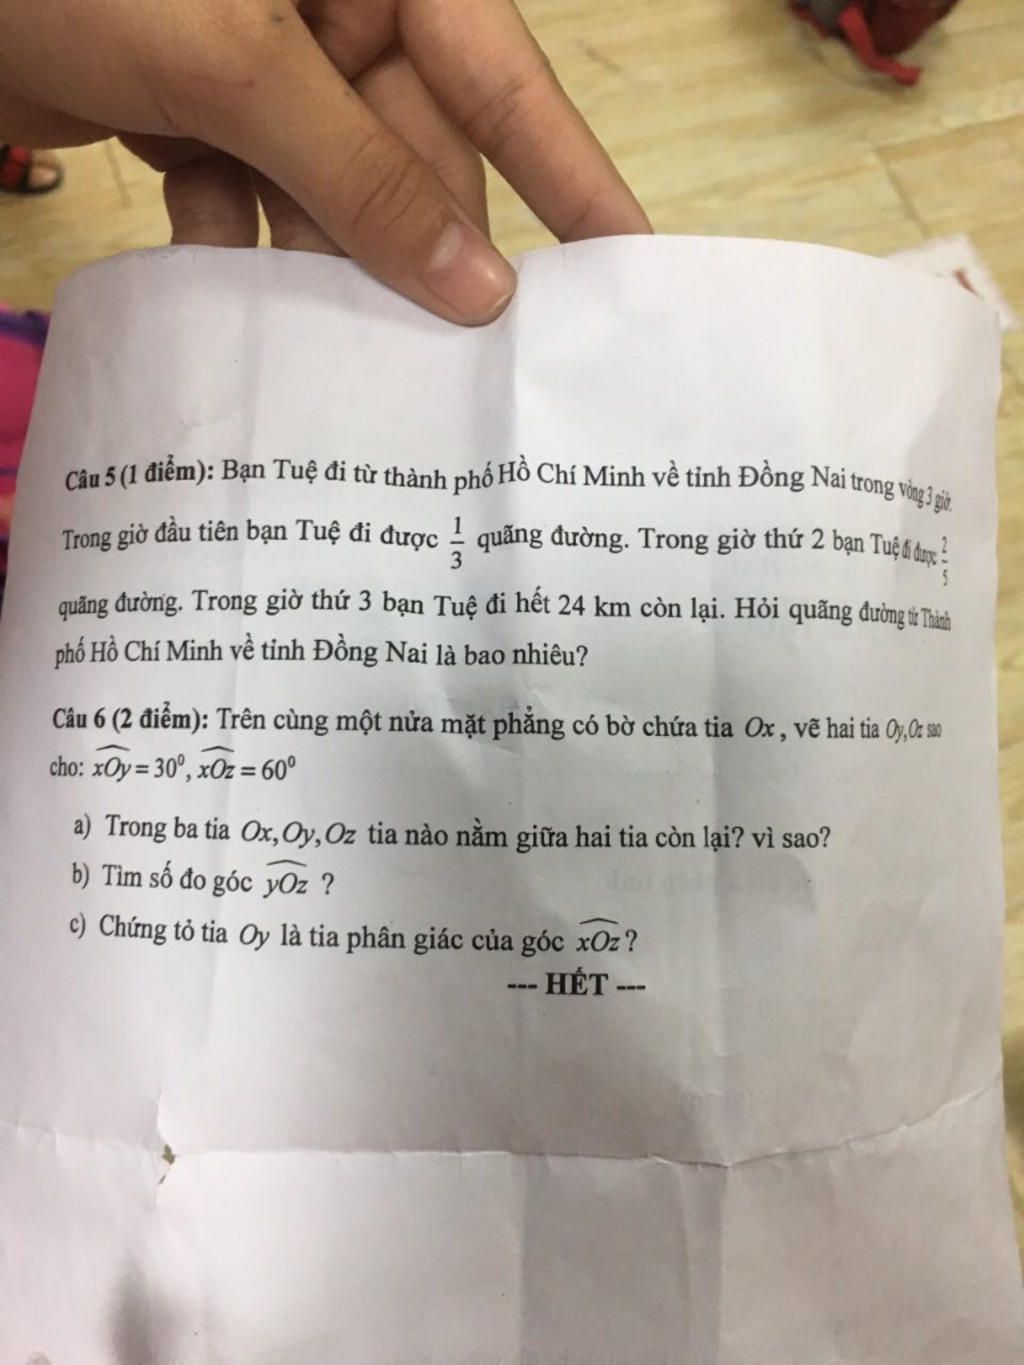 Câu 5 (1 điểm): Bạn Tuệ đi từ thành phố Hồ Chí Minh về tỉnh Đồng Nai trong vòng 3 giờ.
Trong giờ đầu tiên bạn Tuệ đi được 1/3 quãng đường. Trong giờ thứ 2 bạn Tuệ đi được 2/5
quãng đường. Trong giờ thứ 3 bạn Tuệ đi hết 24 km còn lại. Hỏi quãng đường từ Thành
phố Hồ Chí Minh về tỉnh Đồng Nai là bao nhiêu?
Câu 6 (2 điểm): Trên cùng một nửa mặt phẳng có bờ chứa tia Ox, vẽ hai tia Oy,Oz sao
cho: xOy = 30⁰, xOz = 60⁰
a) Trong ba tia Ox, Oy, Oz tia nào nằm giữa hai tia còn lại? vì sao?
b) Tìm số đo góc yOz ?
c) Chứng tỏ tia Oy là tia phân giác của góc xOz?
--- HẾT ---